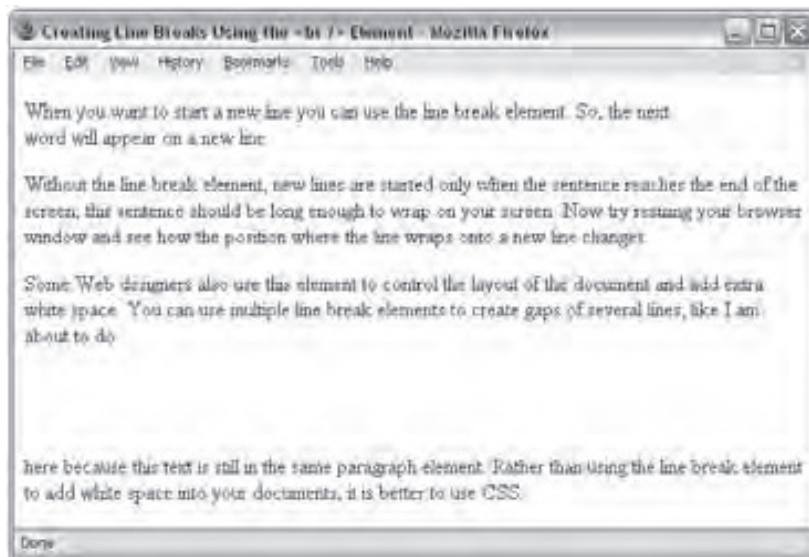 Creating Line Breaks Using the <br /> Element - Mozilla Firefox
File Edit View History Bookmarks Tools Help
When you want to start a new line you can use the line break element. So, the next
word will appear on a new line.
Without the line break element, new lines are started only when the sentence reaches the end of the
screen; this sentence should be long enough to wrap on your screen. Now try resizing your browser
window and see how the position where the line wraps onto a new line changes.
Some Web designers also use this element to control the layout of the document and add extra
white space. You can use multiple line break elements to create gaps of several lines, like I am
about to do
here because this text is still in the same paragraph element. Rather than using the line break element
to add white space into your documents, it is better to use CSS.
Done